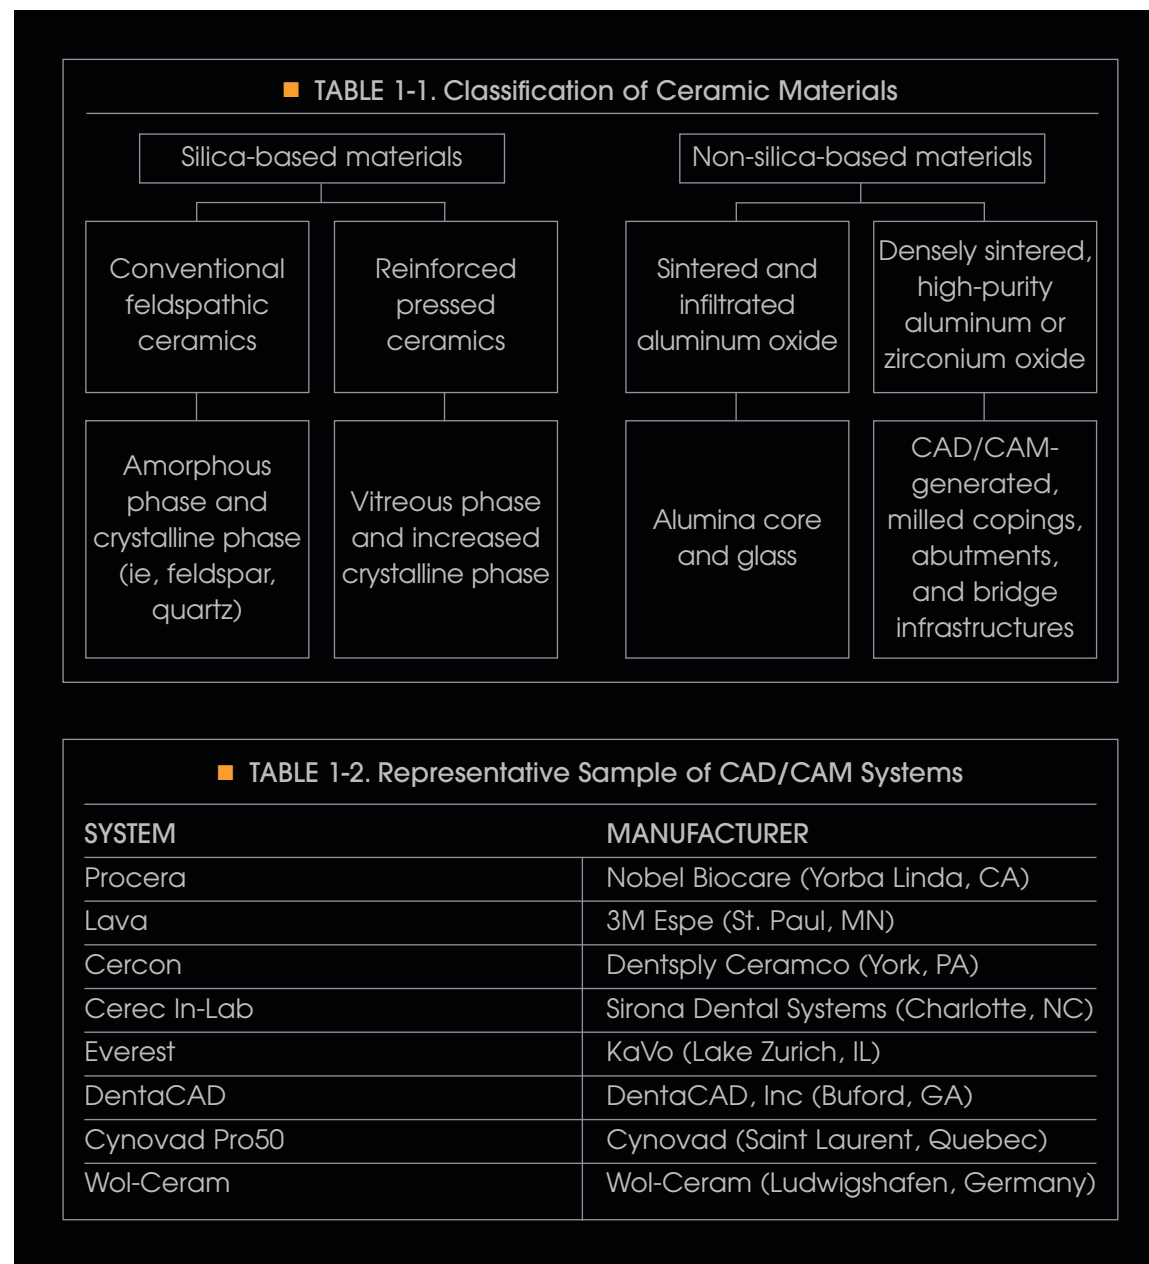 TABLE 1-1. Classification of Ceramic Materials
Silica-based materials
Non-silica-based materials
Conventional
feldspathic
ceramics
Reinforced
pressed
ceramics
Sintered and
infiltrated
aluminum oxide
Densely sintered,
high-purity
aluminum or
zirconium oxide
Amorphous
phase and
crystalline phase
(ie, feldspar,
quartz)
Vitreous phase
and increased
crystalline phase
Alumina core
and glass
CAD/CAM-
generated,
milled copings,
abutments,
and bridge
infrastructures
TABLE 1-2. Representative Sample of CAD/CAM Systems
SYSTEM MANUFACTURER
Procera Nobel Biocare (Yorba Linda, CA)
Lava 3M Espe (St. Paul, MN)
Cercon Dentsply Ceramco (York, PA)
Cerec In-Lab Sirona Dental Systems (Charlotte, NC)
Everest KaVo (Lake Zurich, IL)
DentaCAD DentaCAD, Inc (Buford, GA)
Cynovad Pro50 Cynovad (Saint Laurent, Quebec)
Wol-Ceram Wol-Ceram (Ludwigshafen, Germany)